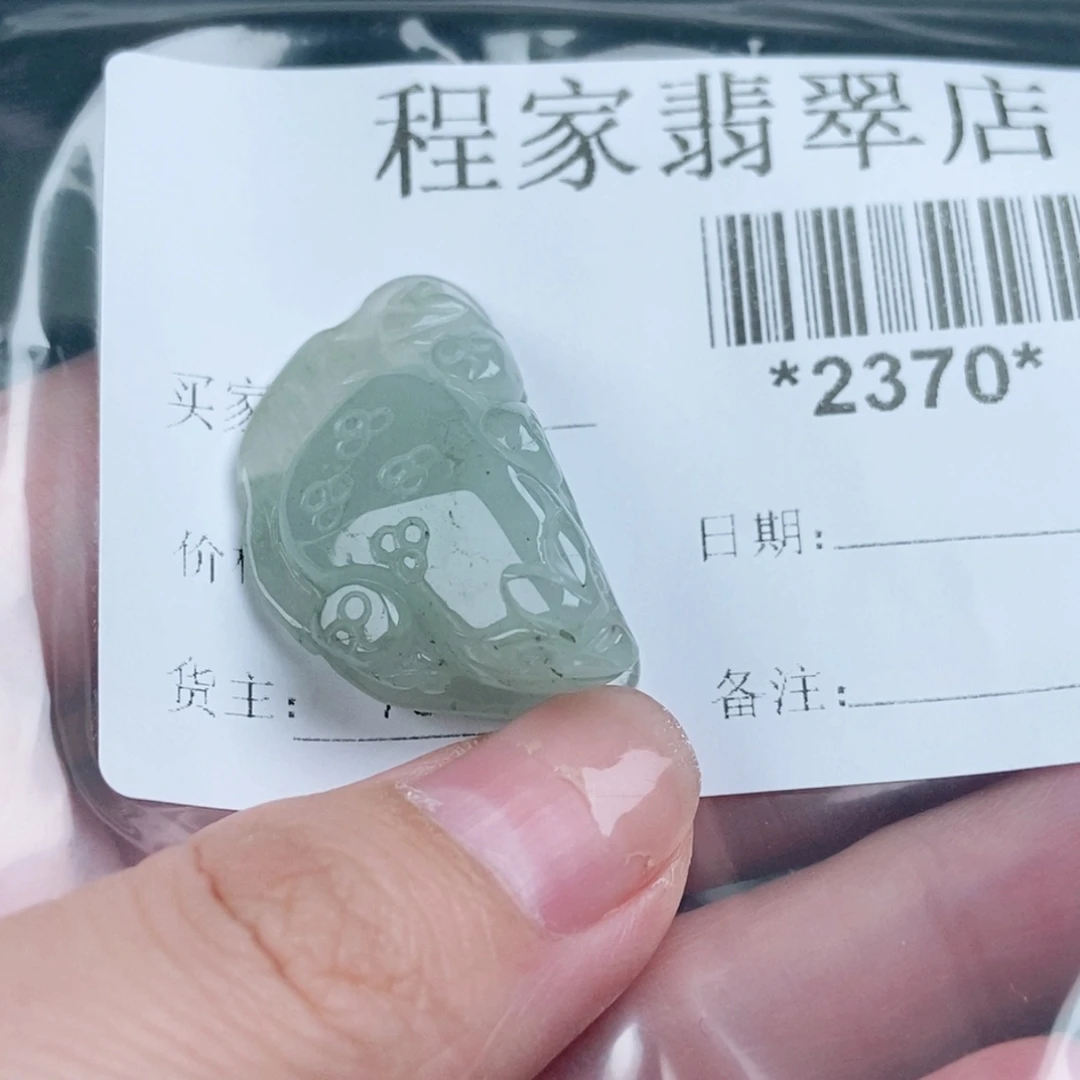 程家翡翠店
*2370*
买家
价
日期:
货主:
备注: